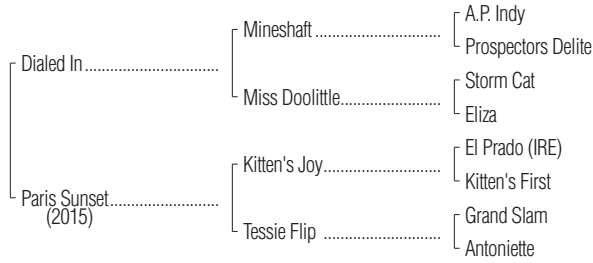 Dialed In
Paris Sunset
(2015)
Mineshaft
Miss Doolittle
Kitten's Joy
Tessie Flip
A.P. Indy
Prospectors Delite
Storm Cat
Eliza
El Prado (IRE)
Kitten's First
Grand Slam
Antoniette